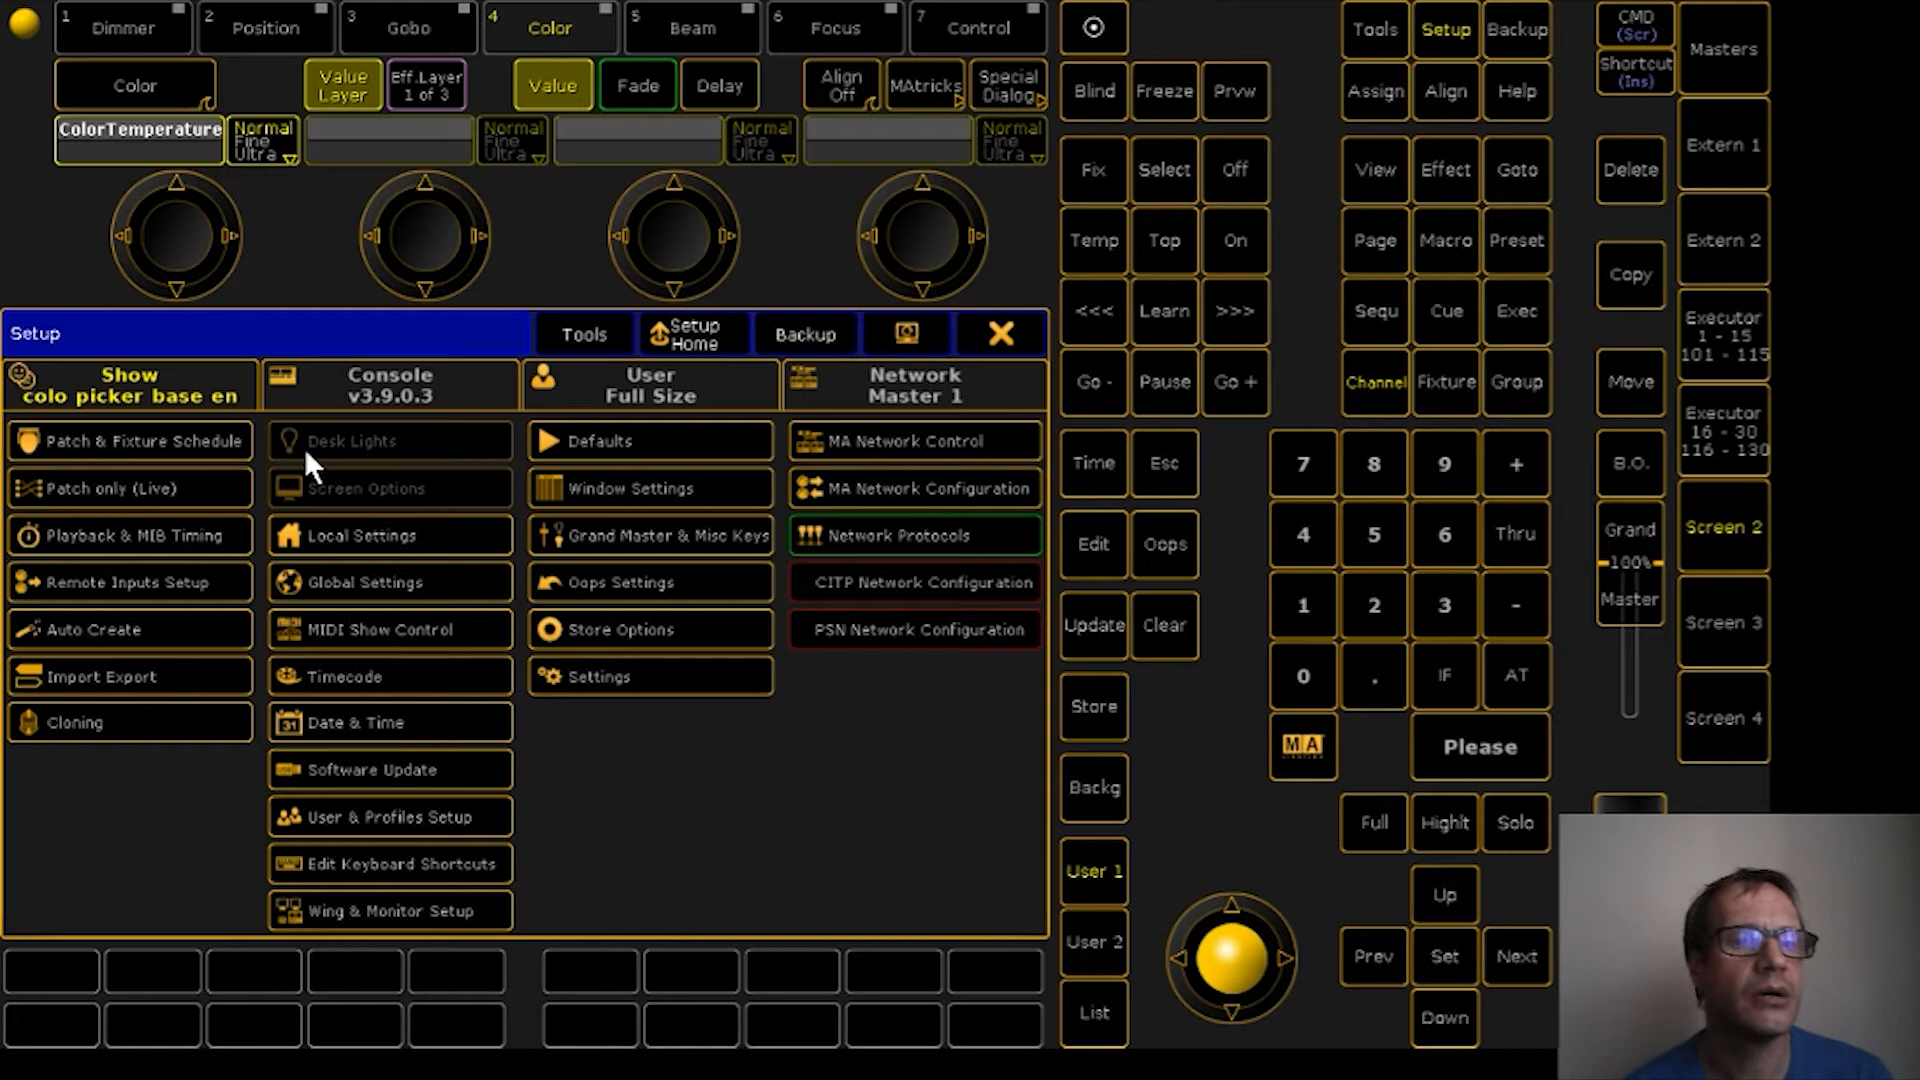 1 Dimmer
2 Position
3 Gobo
4 Color
5 Beam
6 Focus
7 Control
Color
Value
Layer
Eff.Layer
1 of 3
Value
Fade
Delay
Align
Off
MAtricks
Special
Dialog
ColorTemperature
Normal
Fine
Ultra
Normal
Fine
Ultra
Normal
Fine
Ultra
Normal
Fine
Ultra
Setup
Tools
Setup
Home
Backup
Show
colo picker base en
Console
v3.9.0.3
User
Full Size
Network
Master 1
Patch & Fixture Schedule
Patch only (Live)
Playback & MIB Timing
Remote Inputs Setup
Auto Create
Import Export
Cloning
Desk Lights
Screen Options
Local Settings
Global Settings
MIDI Show Control
Timecode
31
Date & Time
Software Update
User & Profiles Setup
Edit Keyboard Shortcuts
Wing & Monitor Setup
Defaults
Window Settings
Grand Master & Misc Keys
Oops Settings
Store Options
Settings
MA Network Control
MA Network Configuration
Network Protocols
CITP Network Configuration
PSN Network Configuration
Blind
Freeze
Prvw
Fix
Select
Off
Temp
Top
On
<<<
Learn
>>>
Go -
Pause
Go +
Time
Esc
Edit
Oops
Update
Clear
Store
Backg
User 1
User 2
List
Tools
Setup
Backup
Assign
Align
Help
View
Effect
Goto
Page
Macro
Preset
Sequ
Cue
Exec
Channel
Fixture
Group
7
8
9
+
4
5
6
Thru
1
2
3
-
0
.
IF
AT
MA
Please
Full
Highlt
Solo
Up
Prev
Set
Next
Down
CMD
(Scr)
Shortcut
(Ins)
Delete
Copy
Move
B.O.
Grand
100%
Master
Masters
Extern 1
Extern 2
Executor
1 - 15
101 - 115
Executor
16 - 30
116 - 130
Screen 2
Screen 3
Screen 4